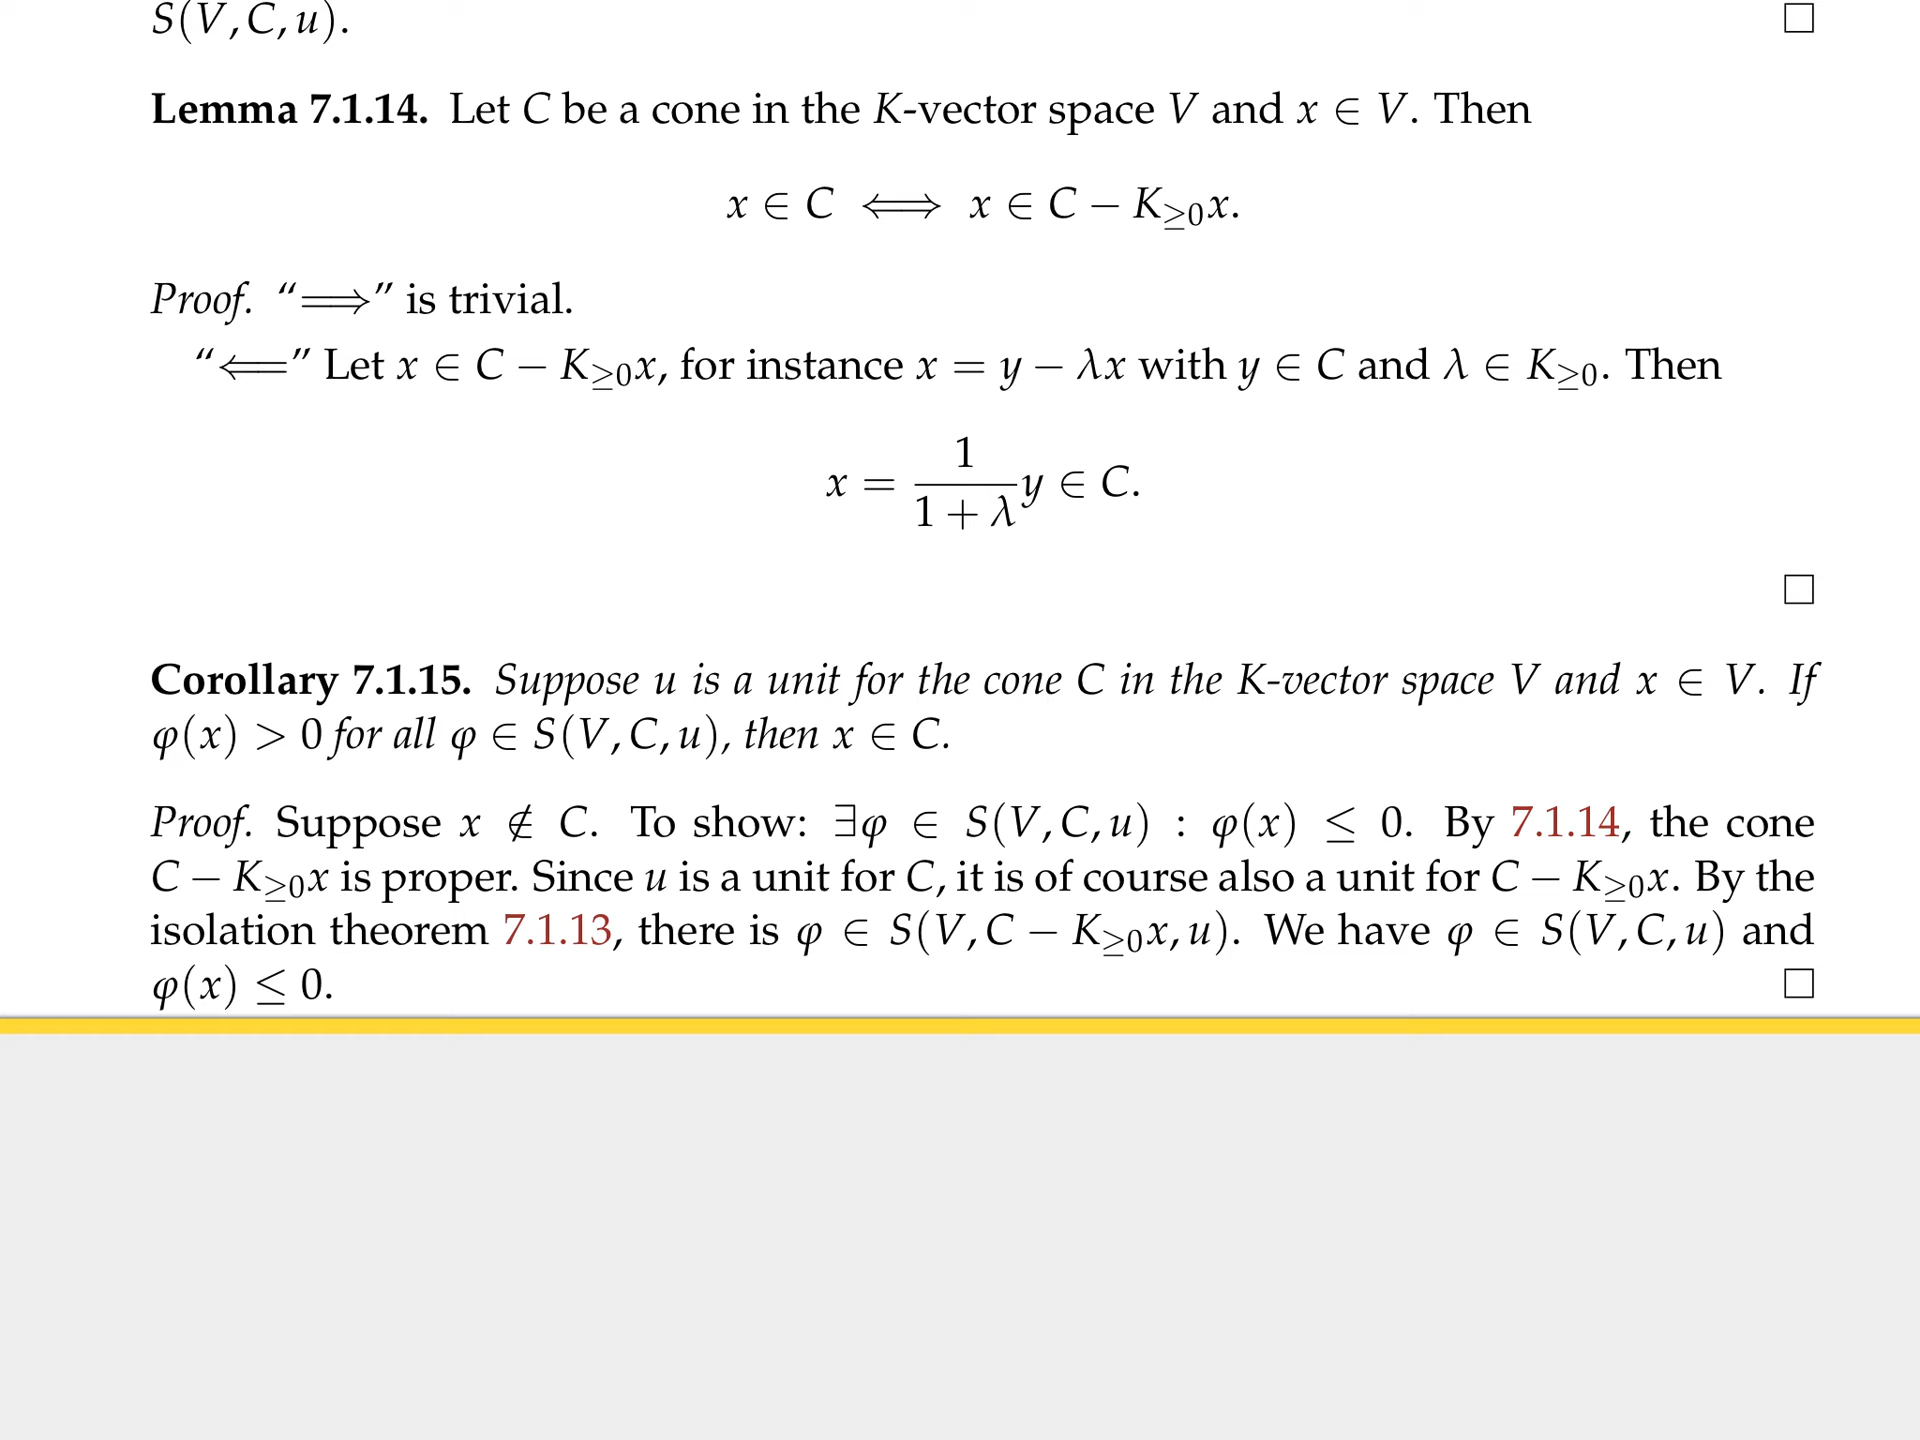 S(V, C, u). □
Lemma 7.1.14. Let C be a cone in the K-vector space V and x ∈ V. Then
x ∈ C ⟺ x ∈ C − K≥0x.
Proof. “⟹” is trivial.
“⟸” Let x ∈ C − K≥0x, for instance x = y − λx with y ∈ C and λ ∈ K≥0. Then
x = 1/(1 + λ) y ∈ C.
□
Corollary 7.1.15. Suppose u is a unit for the cone C in the K-vector space V and x ∈ V. If
φ(x) > 0 for all φ ∈ S(V, C, u), then x ∈ C.
Proof. Suppose x ∉ C. To show: ∃φ ∈ S(V, C, u) : φ(x) ≤ 0. By 7.1.14, the cone
C − K≥0x is proper. Since u is a unit for C, it is of course also a unit for C − K≥0x. By the
isolation theorem 7.1.13, there is φ ∈ S(V, C − K≥0x, u). We have φ ∈ S(V, C, u) and
φ(x) ≤ 0. □